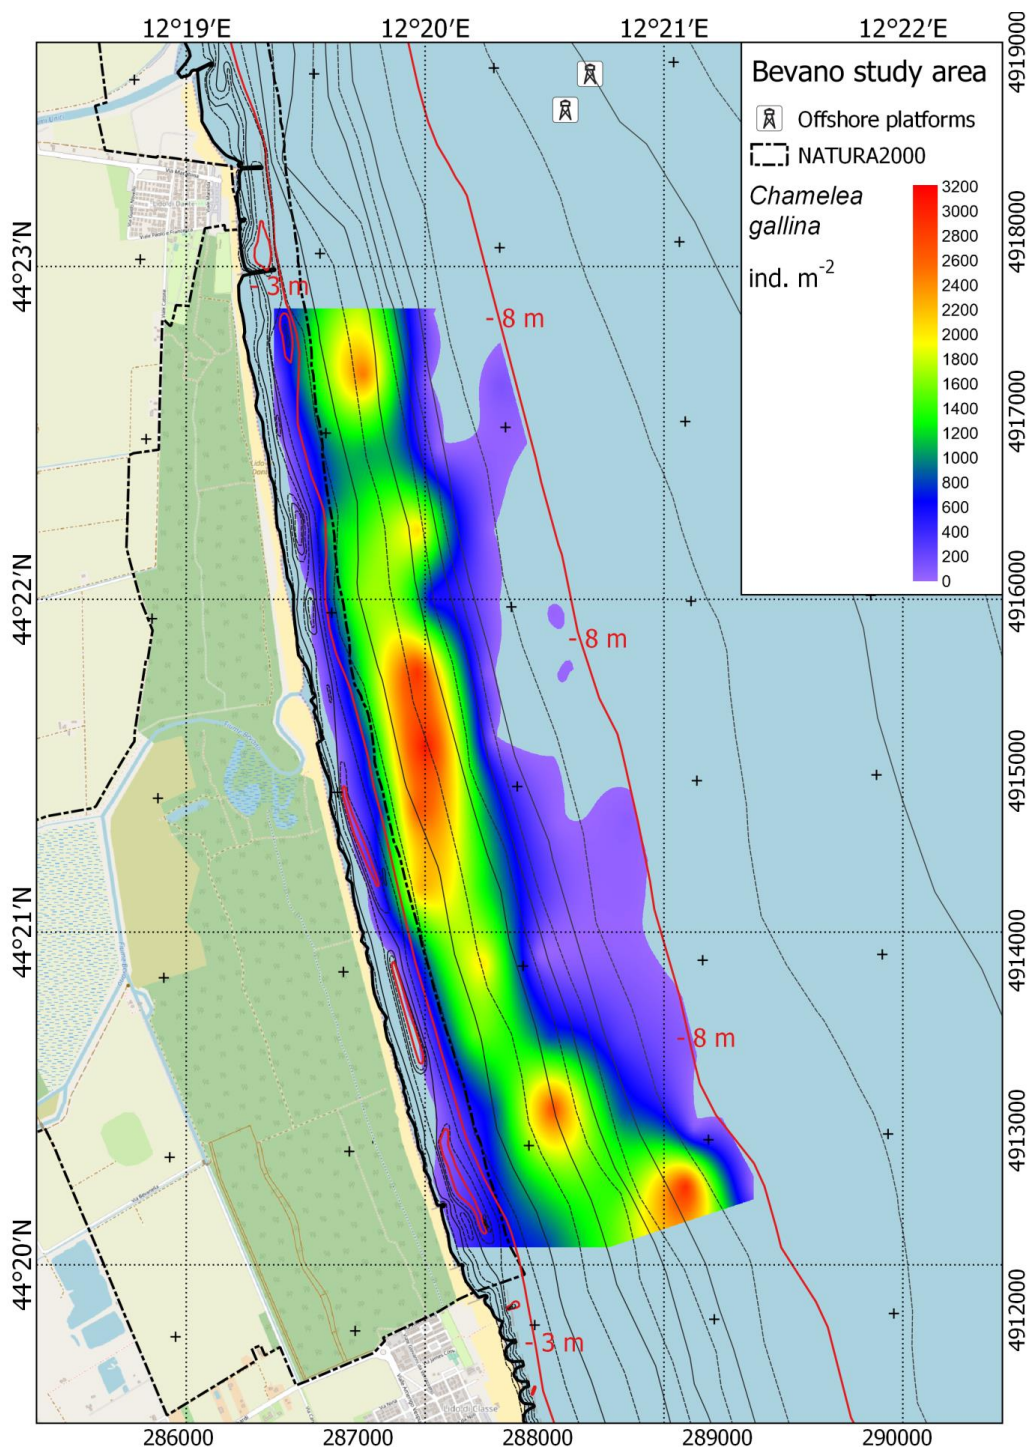 12°19′E 12°20′E 12°21′E 12°22′E
4919000
Bevano study area
Offshore platforms
NATURA2000
Chamelea
gallina
ind. m⁻²
3200
3000
2800
2600
2400
2200
2000
1800
1600
1400
1200
1000
800
600
400
200
0
4918000
44°23′N
- 3 m
- 8 m
4917000
44°22′N
4916000
- 8 m
4915000
44°21′N
4914000
- 8 m
4913000
44°20′N
4912000
- 3 m
Lido di Classe
286000 287000 288000 289000 290000